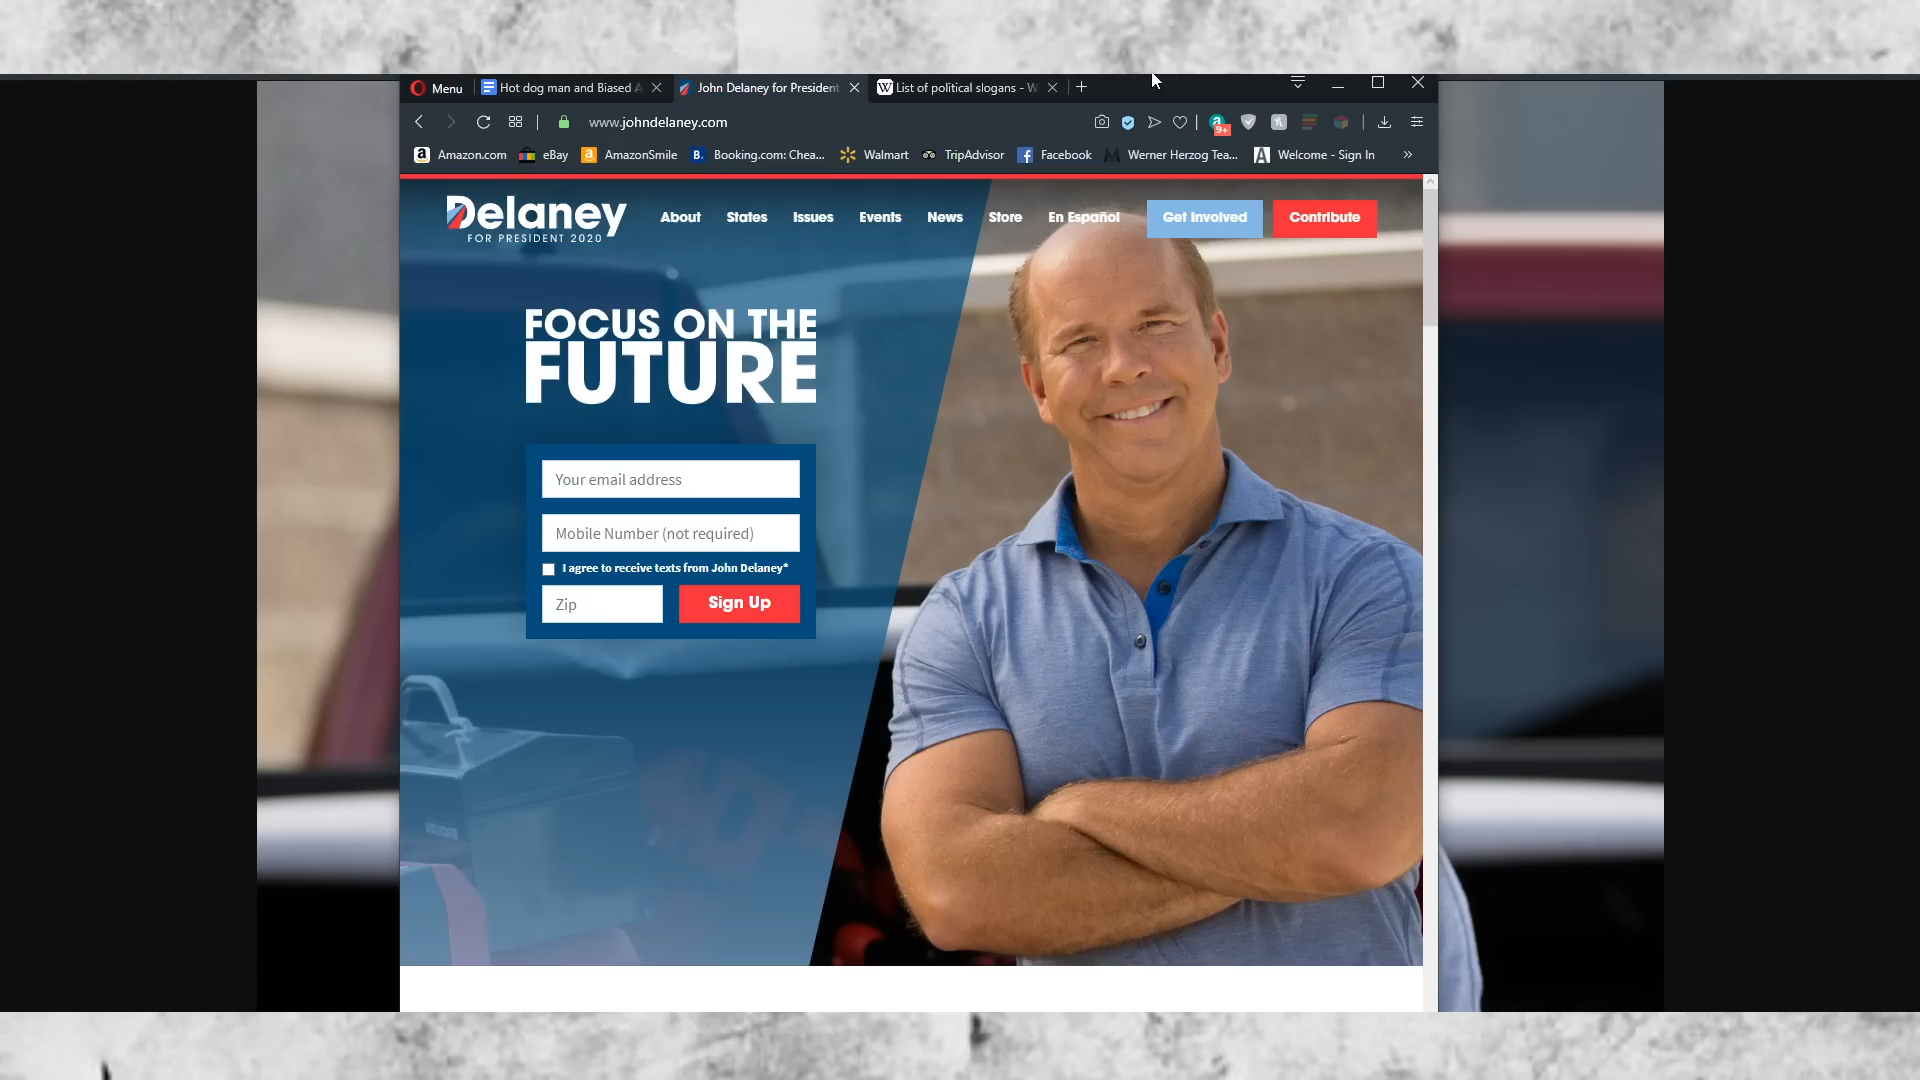 Menu
Hot dog man and Biased A
John Delaney for President
List of political slogans - W
www.johndelaney.com
9+
Amazon.com
eBay
AmazonSmile
Booking.com: Chea...
Walmart
TripAdvisor
Facebook
Werner Herzog Tea...
Welcome - Sign In
Delaney
FOR PRESIDENT 2020
About
States
Issues
Events
News
Store
En Español
Get Involved
Contribute
FOCUS ON THE
FUTURE
Your email address
Mobile Number (not required)
I agree to receive texts from John Delaney*
Zip
Sign Up